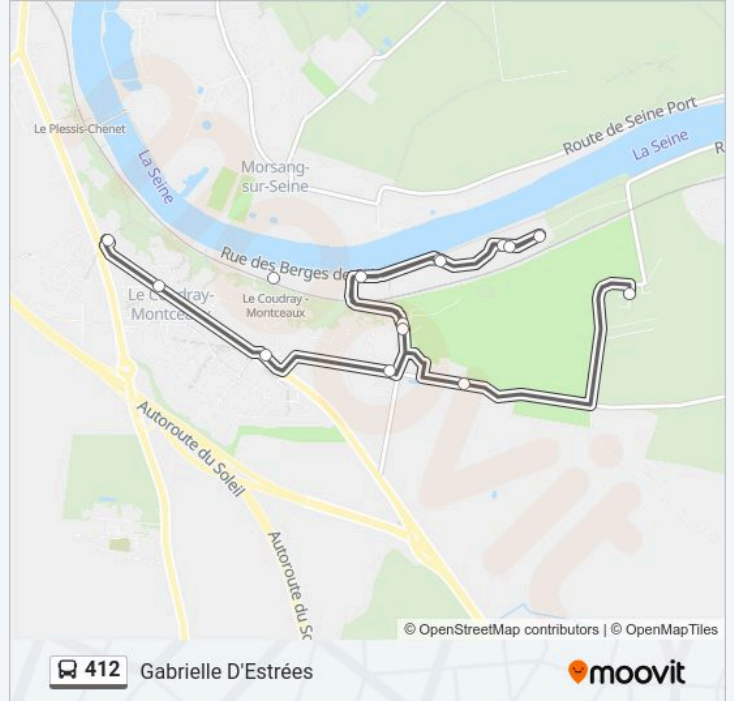 Route de Seine Port
La Seine
R
Le Plessis-Chenet
La Seine
Morsang-
sur-Seine
Rue des Berges de
Le Coudray-
Montceaux
Le Coudray -
Montceaux
Autoroute du Soleil
Autoroute du So
moovit
© OpenStreetMap contributors | © OpenMapTiles
412 Gabrielle D'Estrées
moovit